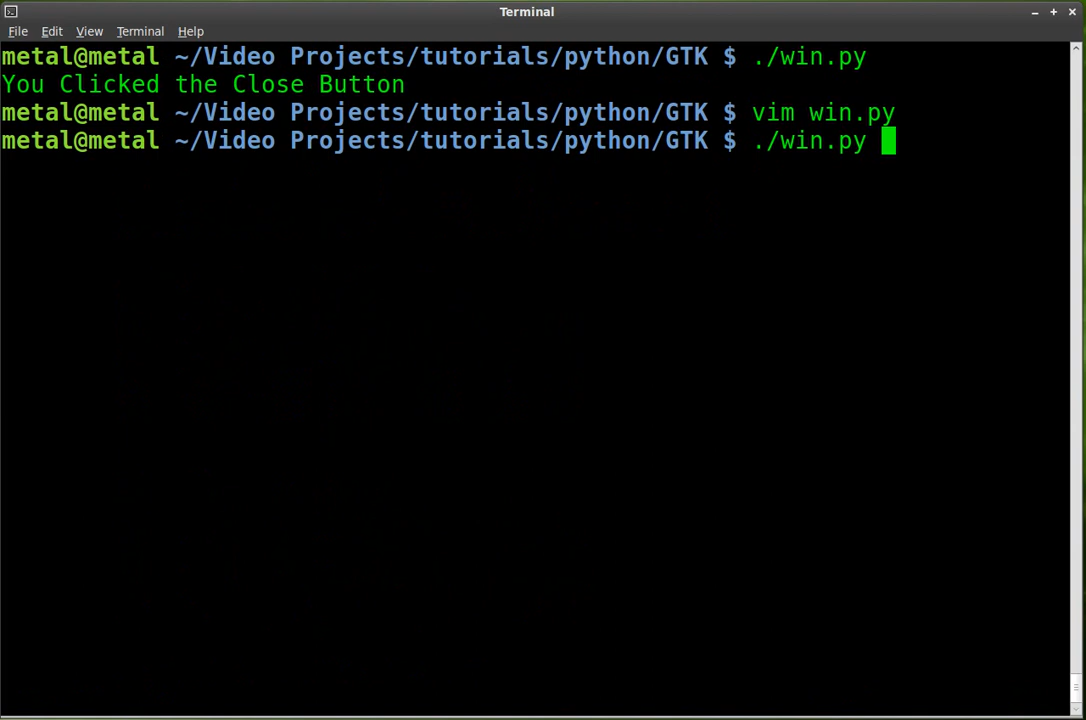 Terminal
File Edit View Terminal Help
metal@metal ~/Video Projects/tutorials/python/GTK $ ./win.py
You Clicked the Close Button
metal@metal ~/Video Projects/tutorials/python/GTK $ vim win.py
metal@metal ~/Video Projects/tutorials/python/GTK $ ./win.py